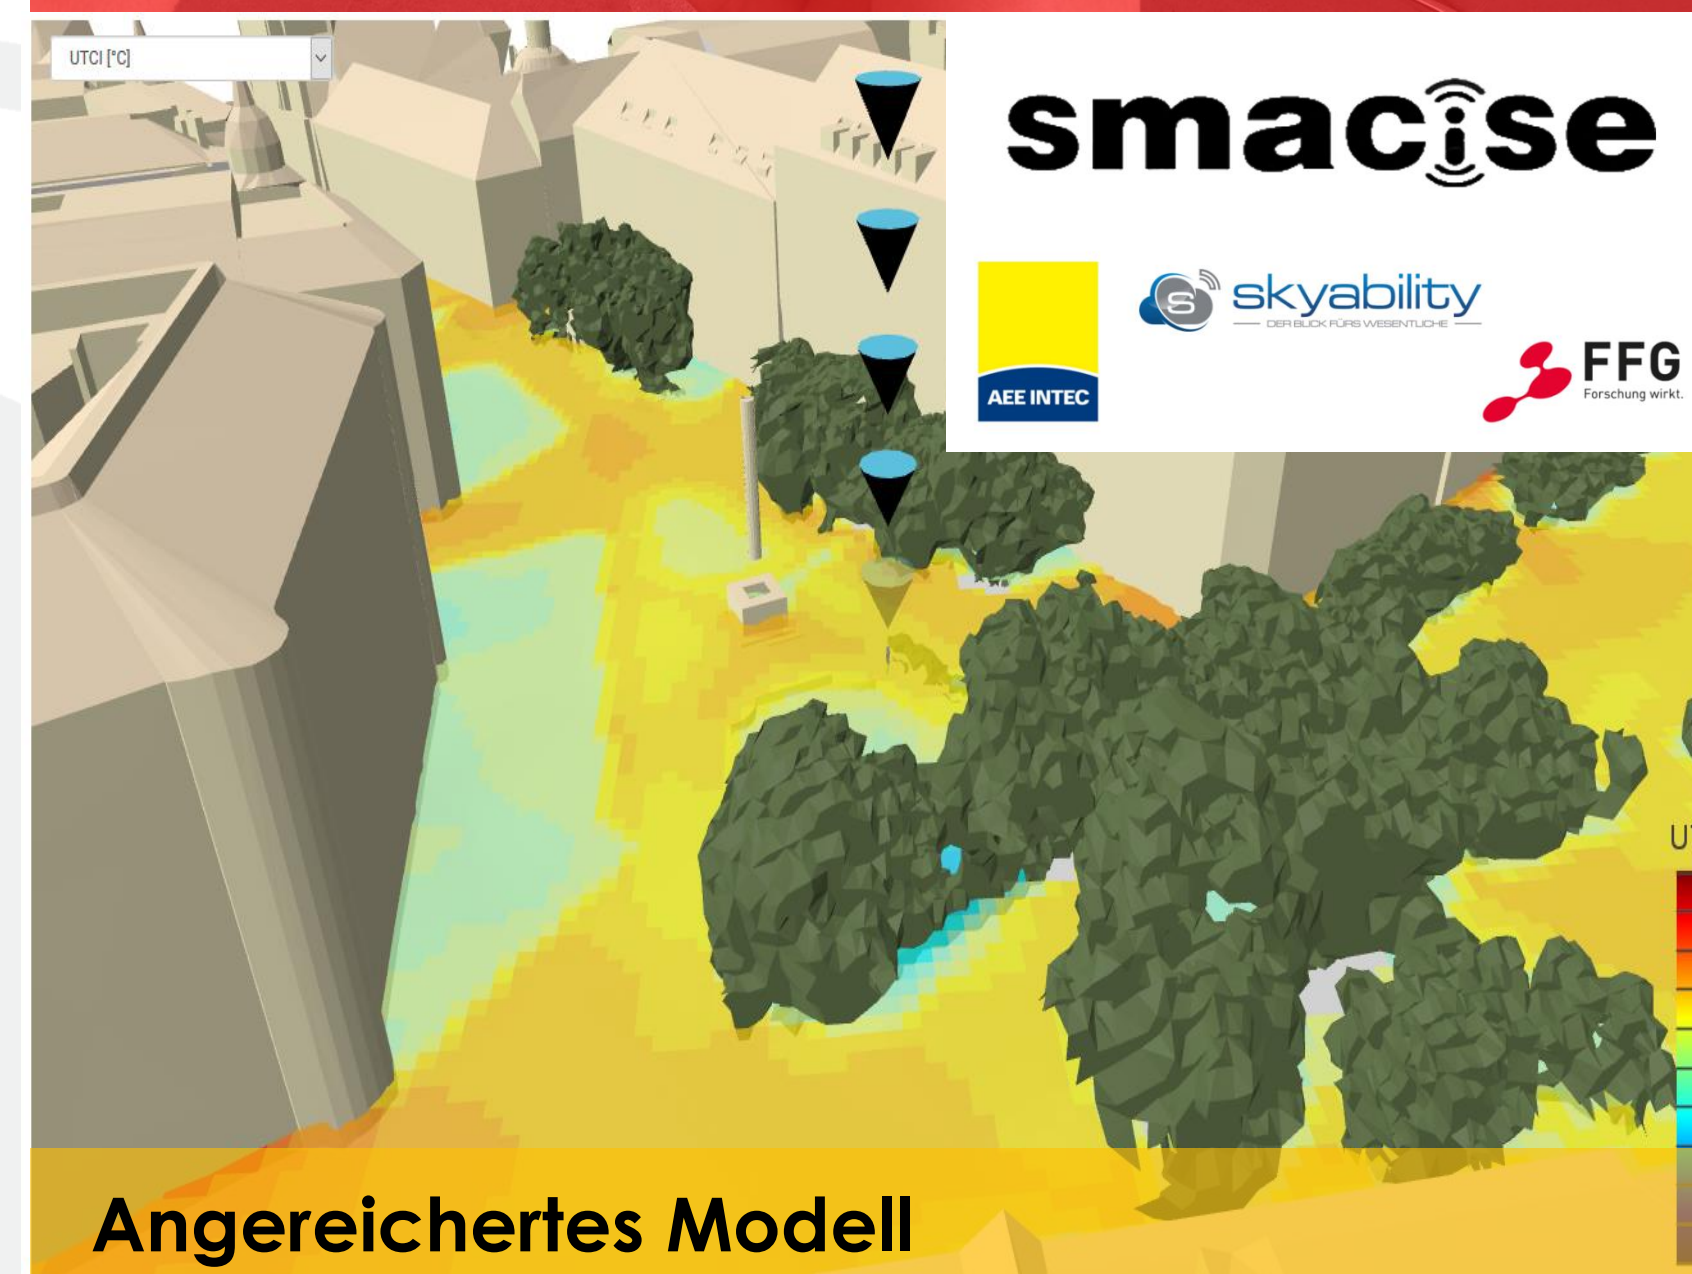 UTCI [°C]
smacise
AEE INTEC
S skyability
DER BLICK FÜRS WESENTLICHE
FFG
Forschung wirkt.
Angereichertes Modell